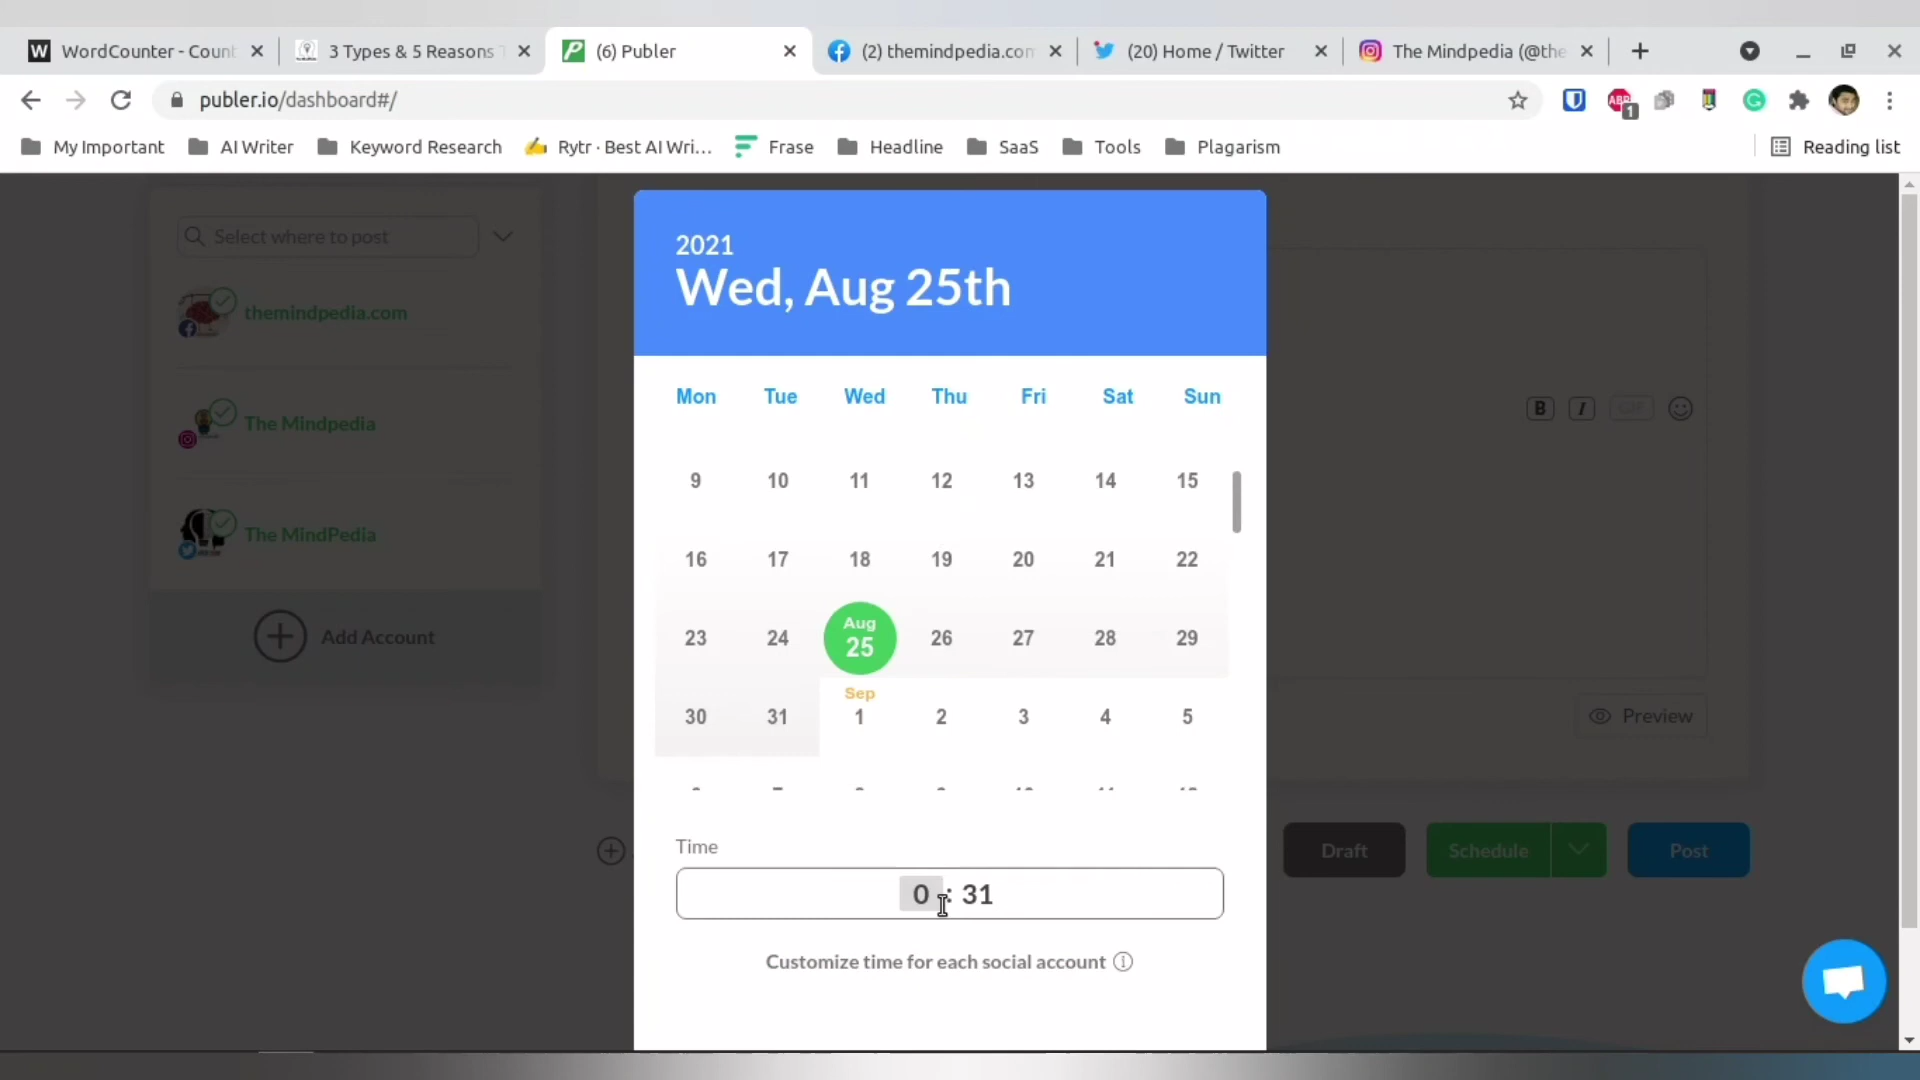 W WordCounter - Count
3 Types & 5 Reasons T
(6) Publer
(2) themindpedia.com
(20) Home / Twitter
The Mindpedia (@the
publer.io/dashboard#/
ABP
1
My Important
AI Writer
Keyword Research
Rytr · Best AI Wri...
Frase
Headline
SaaS
Tools
Plagarism
Reading list
Select where to post
themindpedia.com
The Mindpedia
The MindPedia
Add Account
2021
Wed, Aug 25th
Mon Tue Wed Thu Fri Sat Sun
9 10 11 12 13 14 15
16 17 18 19 20 21 22
23 24 Aug 25 26 27 28 29
Sep
30 31 1 2 3 4 5
Time
0 : 31
Customize time for each social account
B I GIF
Preview
Draft
Schedule
Post